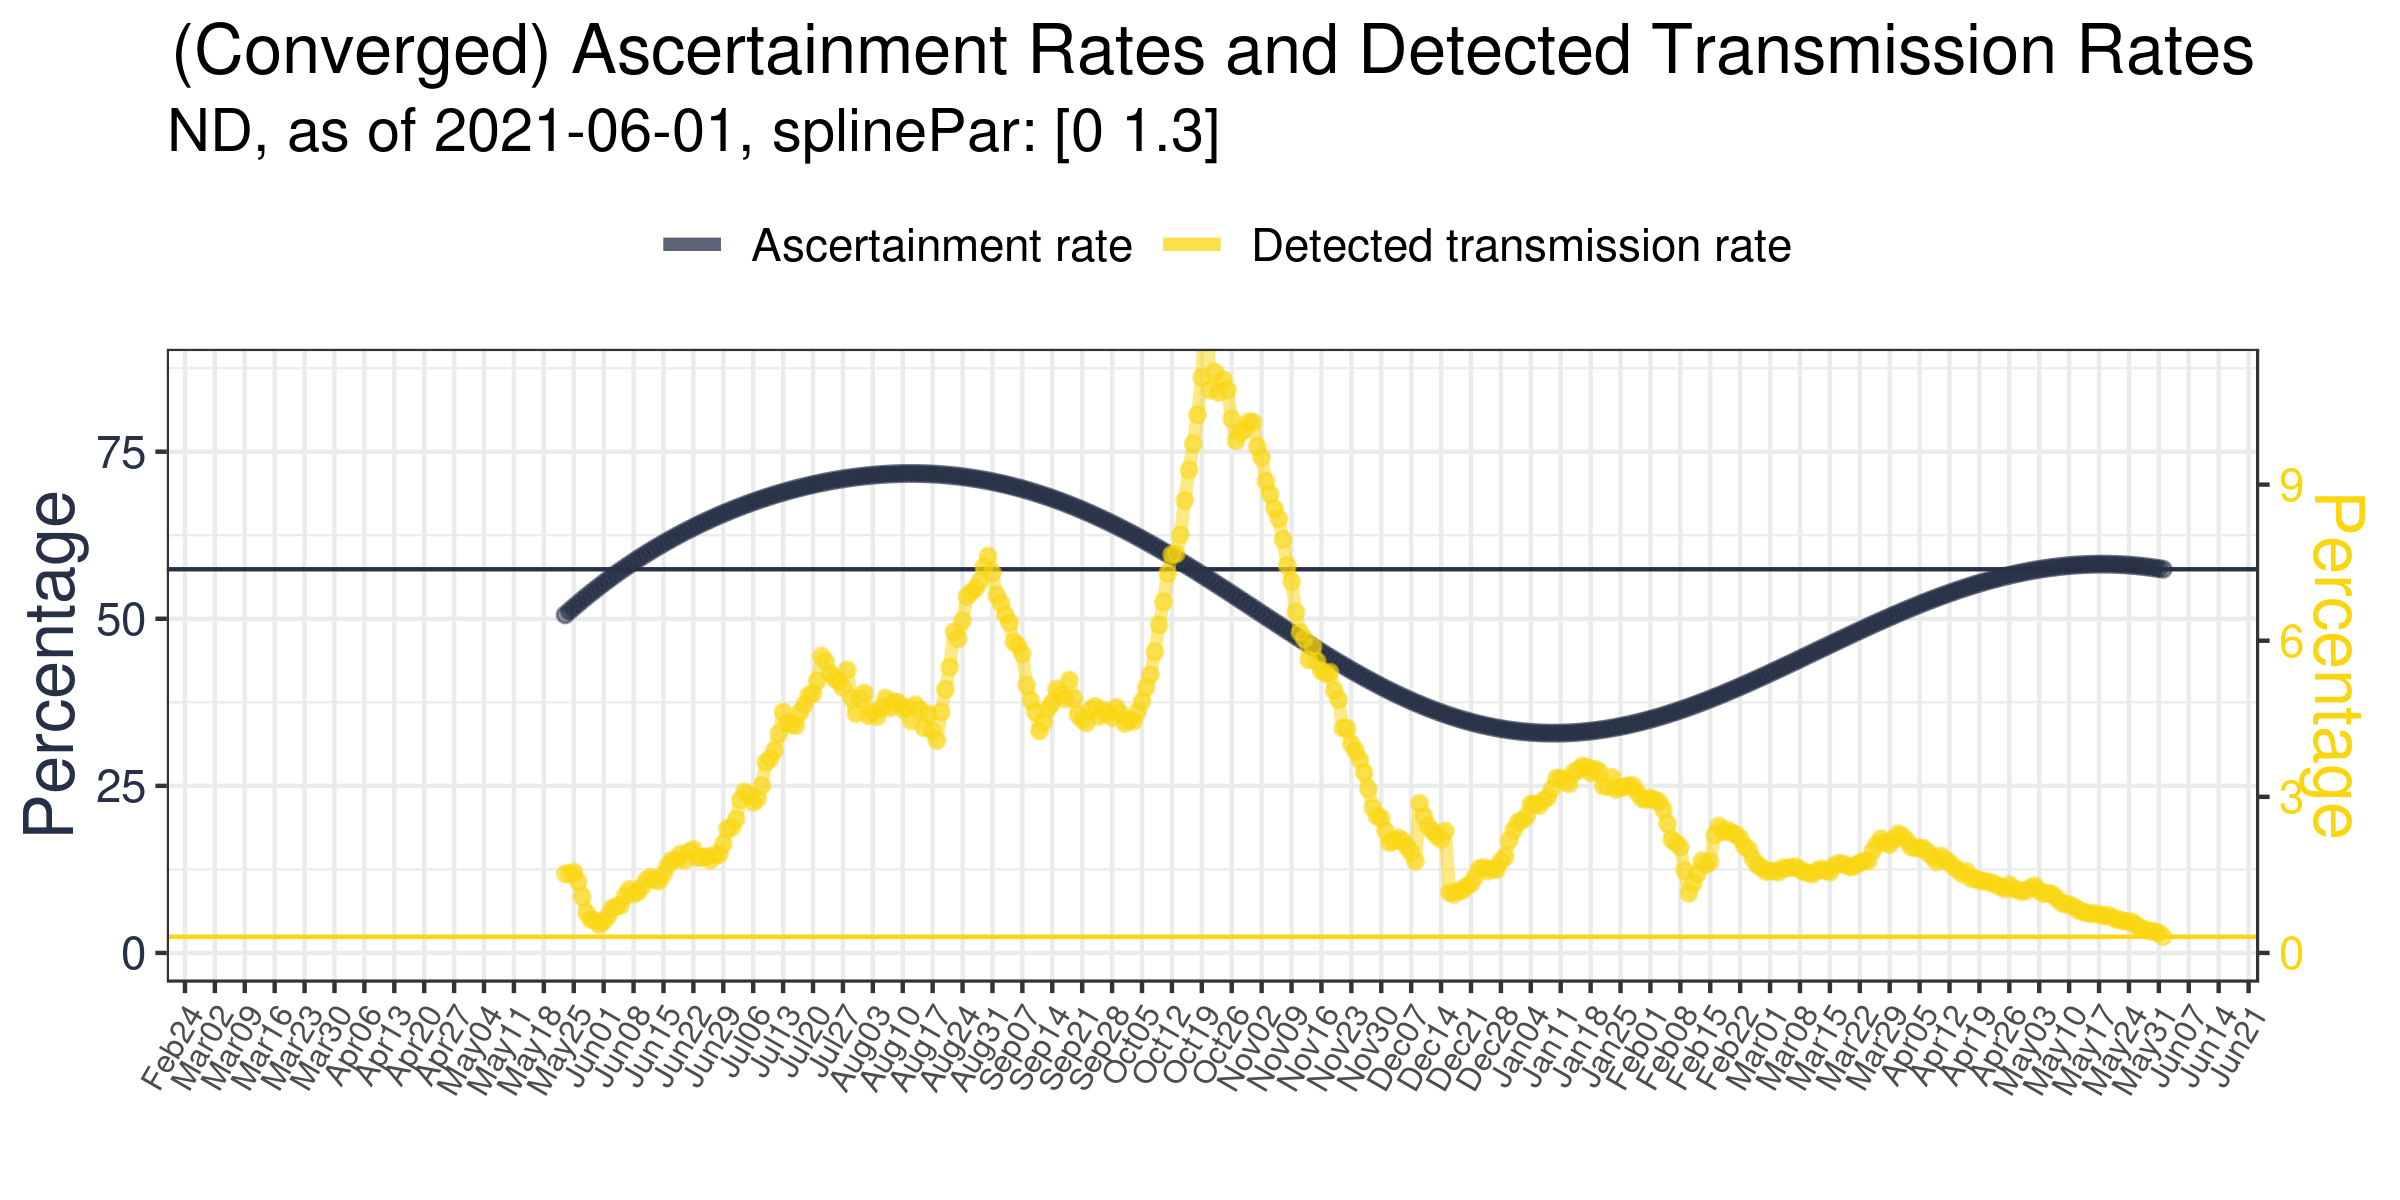 (Converged) Ascertainment Rates and Detected Transmission Rates
ND, as of 2021-06-01, splinePar: [0 1.3]
Ascertainment rate Detected transmission rate
Percentage
75
50
25
0
9
6
3
0
Percentage
Feb24 Mar02 Mar09 Mar16 Mar23 Mar30 Apr06 Apr13 Apr20 Apr27 May04 May11 May18 May25 Jun01 Jun08 Jun15 Jun22 Jun29 Jul06 Jul13 Jul20 Jul27 Aug03 Aug10 Aug17 Aug24 Aug31 Sep07 Sep14 Sep21 Sep28 Oct05 Oct12 Oct19 Oct26 Nov02 Nov09 Nov16 Nov23 Nov30 Dec07 Dec14 Dec21 Dec28 Jan04 Jan11 Jan18 Jan25 Feb01 Feb08 Feb15 Feb22 Mar01 Mar08 Mar15 Mar22 Mar29 Apr05 Apr12 Apr19 Apr26 May03 May10 May17 May24 May31 Jun07 Jun14 Jun21